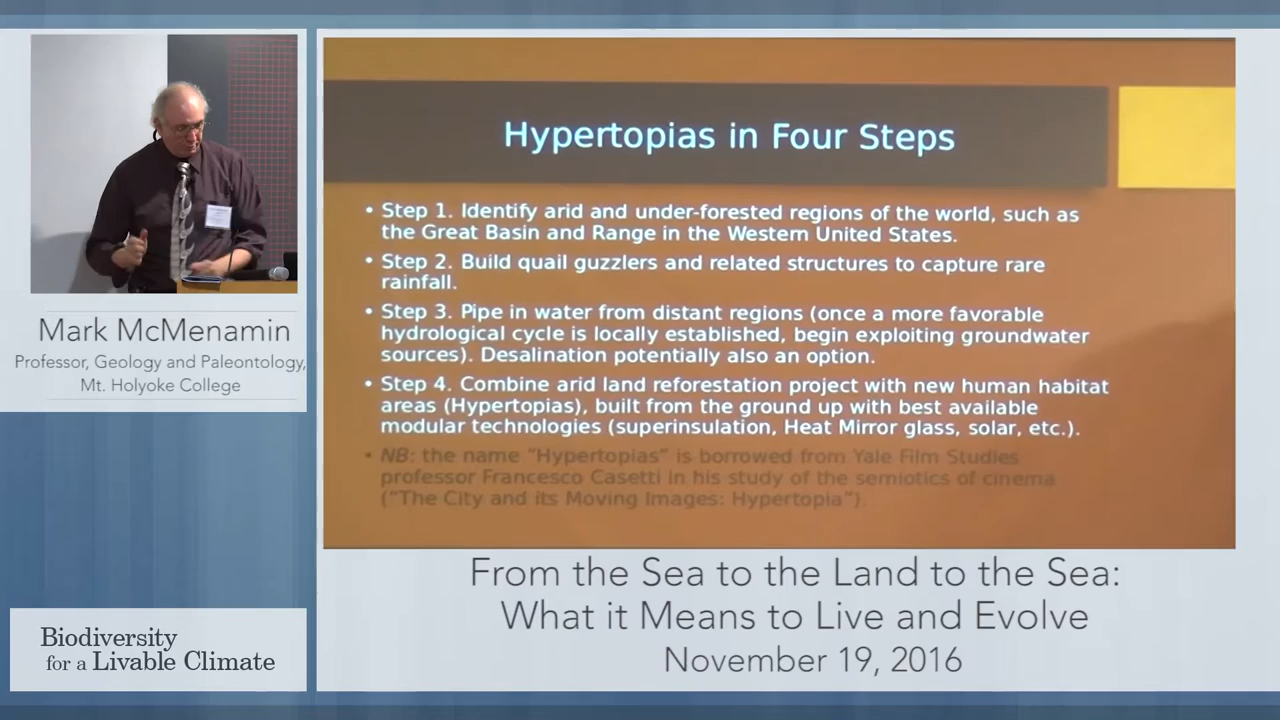 Hypertopias in Four Steps
• Step 1. Identify arid and under-forested regions of the world, such as
the Great Basin and Range in the Western United States.
• Step 2. Build quail guzzlers and related structures to capture rare
rainfall.
• Step 3. Pipe in water from distant regions (once a more favorable
hydrological cycle is locally established, begin exploiting groundwater
sources). Desalination potentially also an option.
• Step 4. Combine arid land reforestation project with new human habitat
areas (Hypertopias), built from the ground up with best available
modular technologies (superinsulation, Heat Mirror glass, solar, etc.).
• NB: the name “Hypertopias” is borrowed from Yale Film Studies
professor Francesco Casetti in his study of the semiotics of cinema
(“The City and its Moving Images: Hypertopia”).
Mark McMenamin
Professor, Geology and Paleontology,
Mt. Holyoke College
From the Sea to the Land to the Sea:
What it Means to Live and Evolve
November 19, 2016
Biodiversity
for a Livable Climate